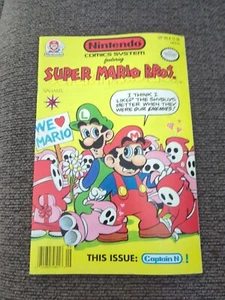 Nintendo
COMICS SYSTEM
featuring
SUPER MARIO BROS.
I THINK I
LIKED THE SHYGUYS
BETTER WHEN THEY
WERE OUR ENEMIES!
WE
MARIO
THIS ISSUE: Captain N!